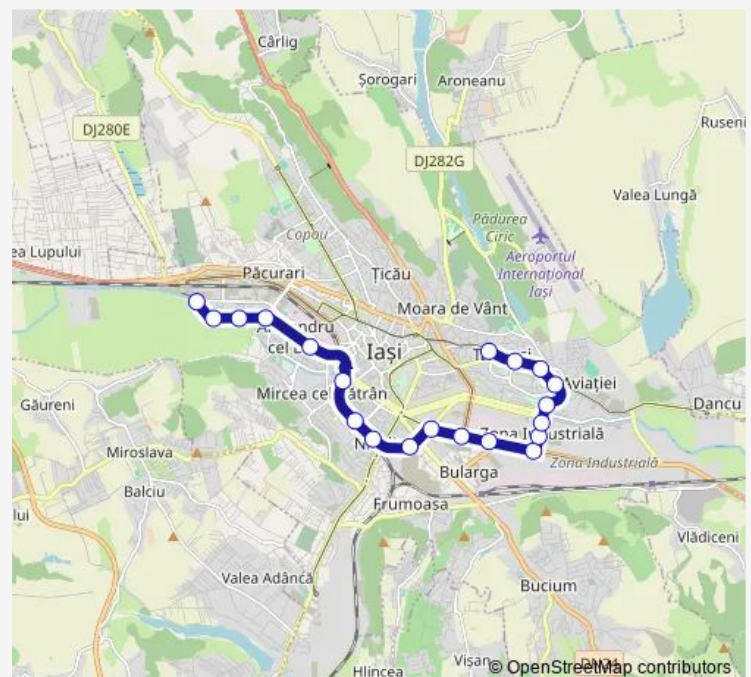 Cârlig
Șorogari
Aroneanu
DJ280E
Ruseni
DJ282G
Valea Lungă
Pădurea
Ciric
Copou
ea Lupului
Aeroportul
Internațional
Iași
Păcurari
Țicău
Moara de Vânt
Iași
Aviației
Mircea cel
Găureni
Dancu
Zona Industrială
Miroslava
Zona Industrială
Bularga
Balciu
Frumoasa
lui
Vlădiceni
Valea Adâncă
Bucium
Vișan
Hlincea
© OpenStreetMap contributors